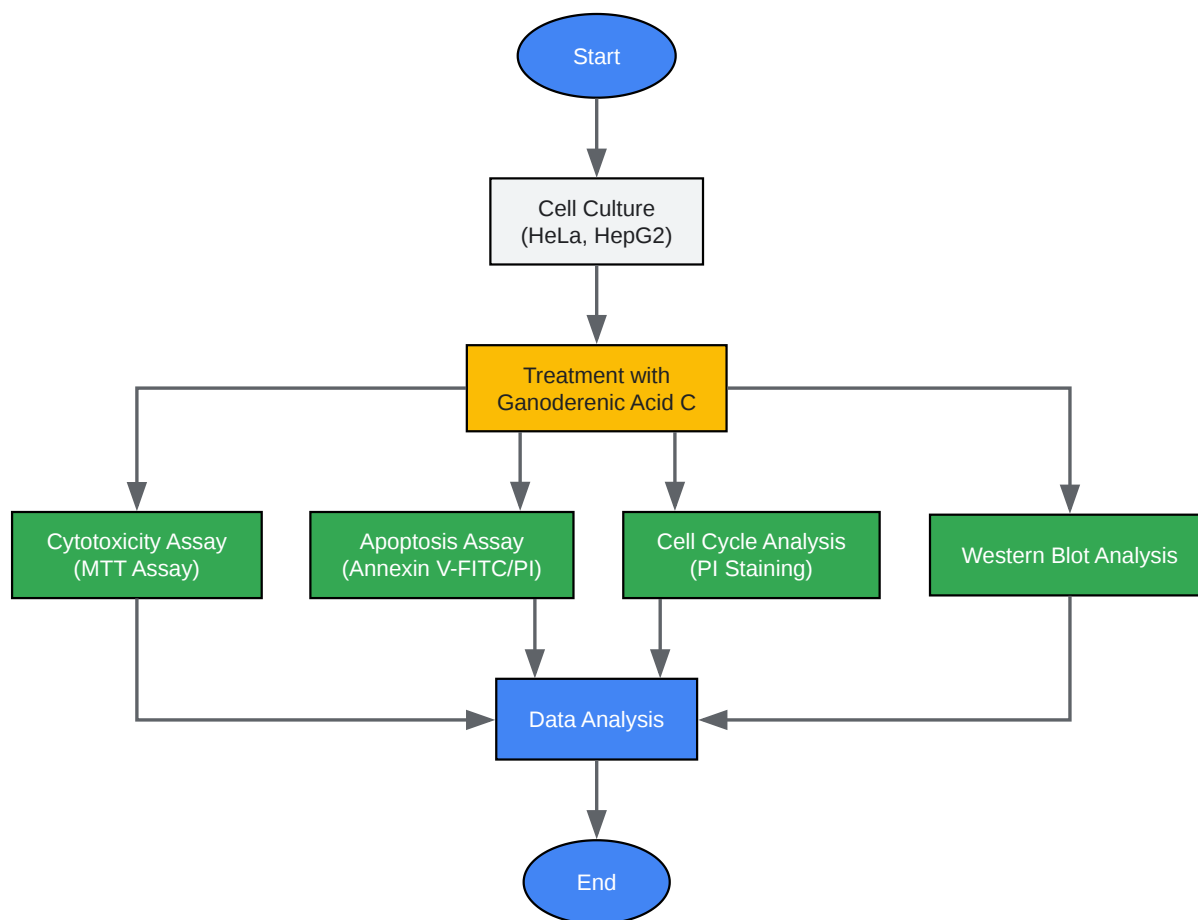 Start
Cell Culture
(HeLa, HepG2)
Treatment with
Ganoderenic Acid C
Cytotoxicity Assay
(MTT Assay)
Apoptosis Assay
(Annexin V-FITC/PI)
Cell Cycle Analysis
(PI Staining)
Western Blot Analysis
Data Analysis
End